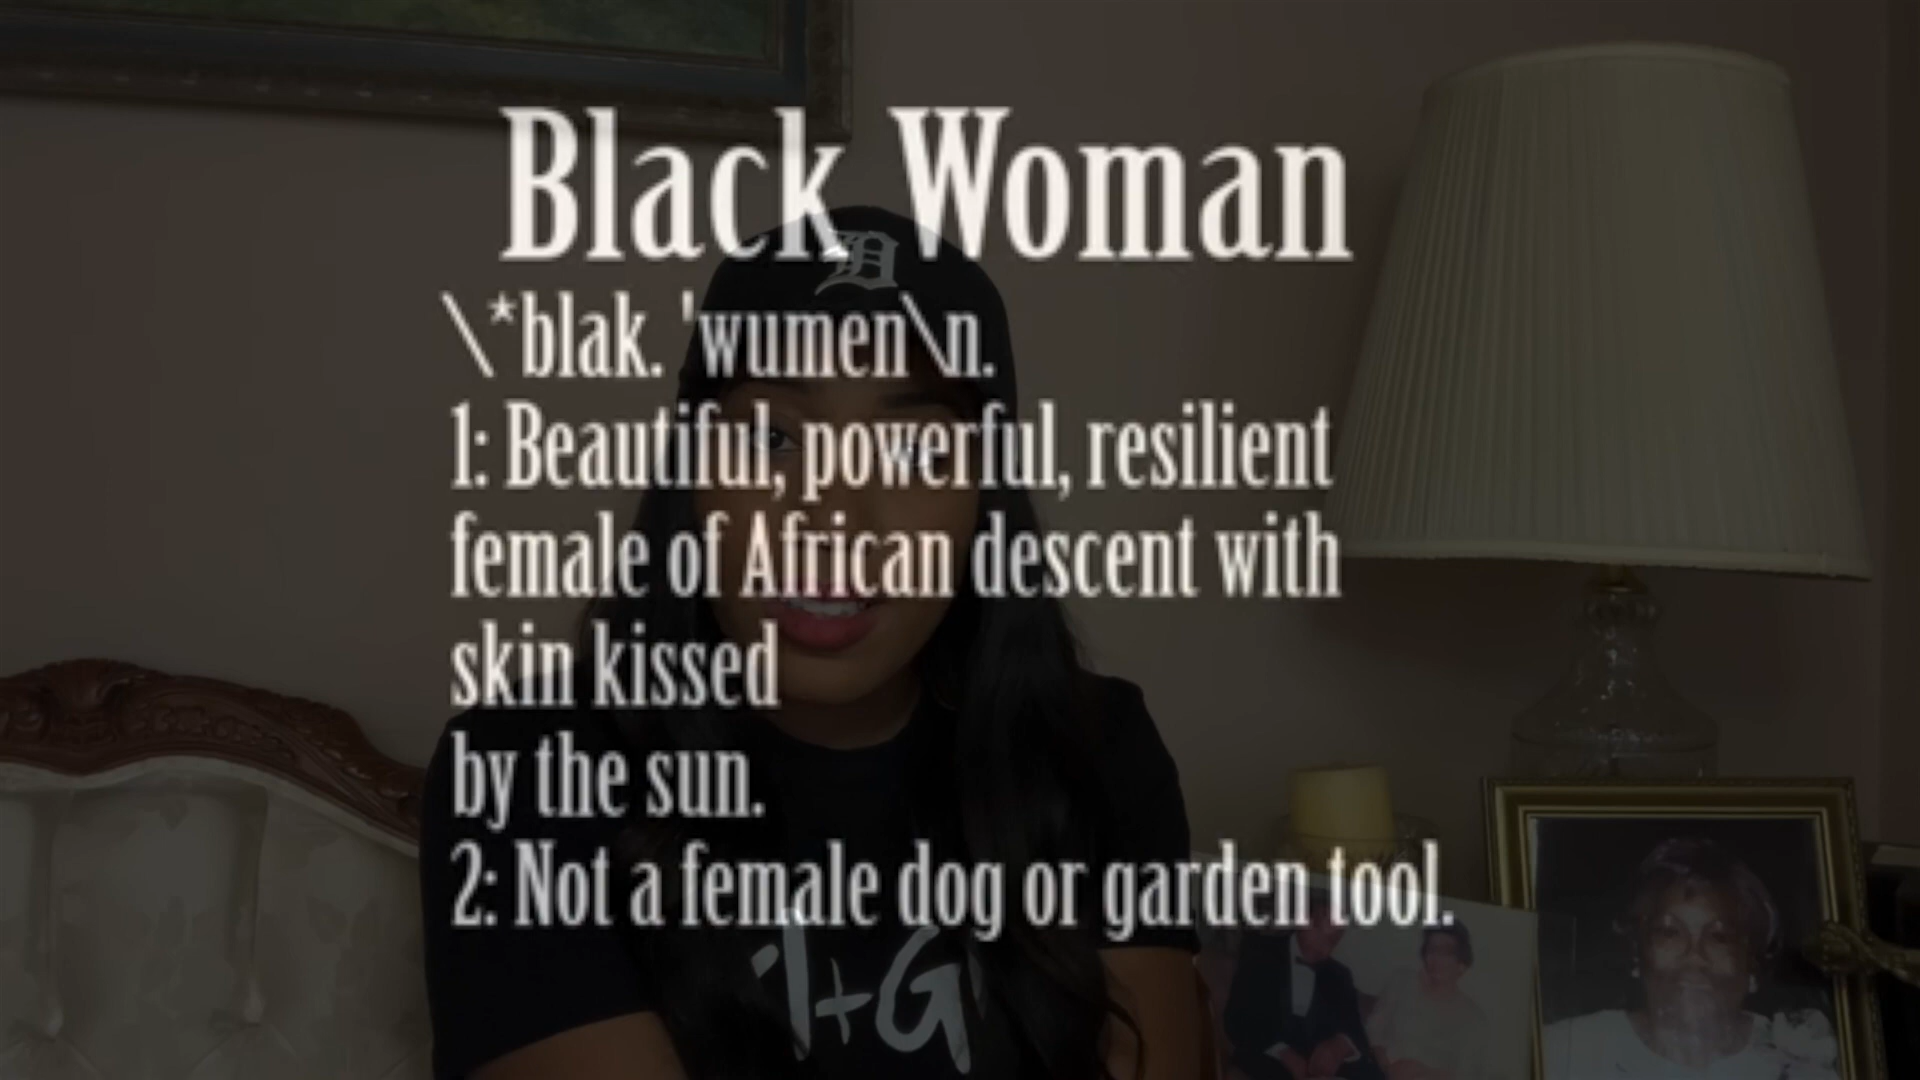 Black Woman
D
\*blak. 'wumen\n.
1: Beautiful, powerful, resilient
female of African descent with
skin kissed
by the sun.
2: Not a female dog or garden tool.
1+G